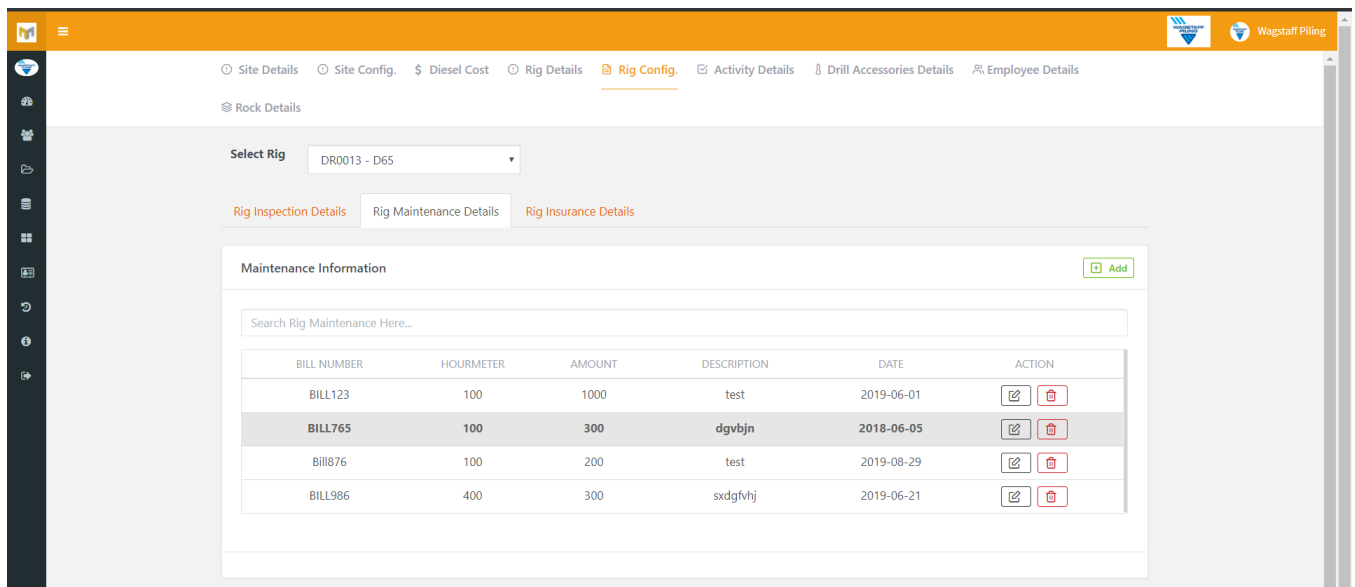 WAGSTAFF PILING
Wagstaff Piling
Site Details Site Config. $ Diesel Cost Rig Details Rig Config. Activity Details Drill Accessories Details Employee Details
Rock Details
Select Rig DR0013 - D65
Rig Inspection Details Rig Maintenance Details Rig Insurance Details
Maintenance Information Add
Search Rig Maintenance Here...
BILL NUMBER HOURMETER AMOUNT DESCRIPTION DATE ACTION
BILL123 100 1000 test 2019-06-01
BILL765 100 300 dgvbjn 2018-06-05
Bill876 100 200 test 2019-08-29
BILL986 400 300 sxdgfvhj 2019-06-21